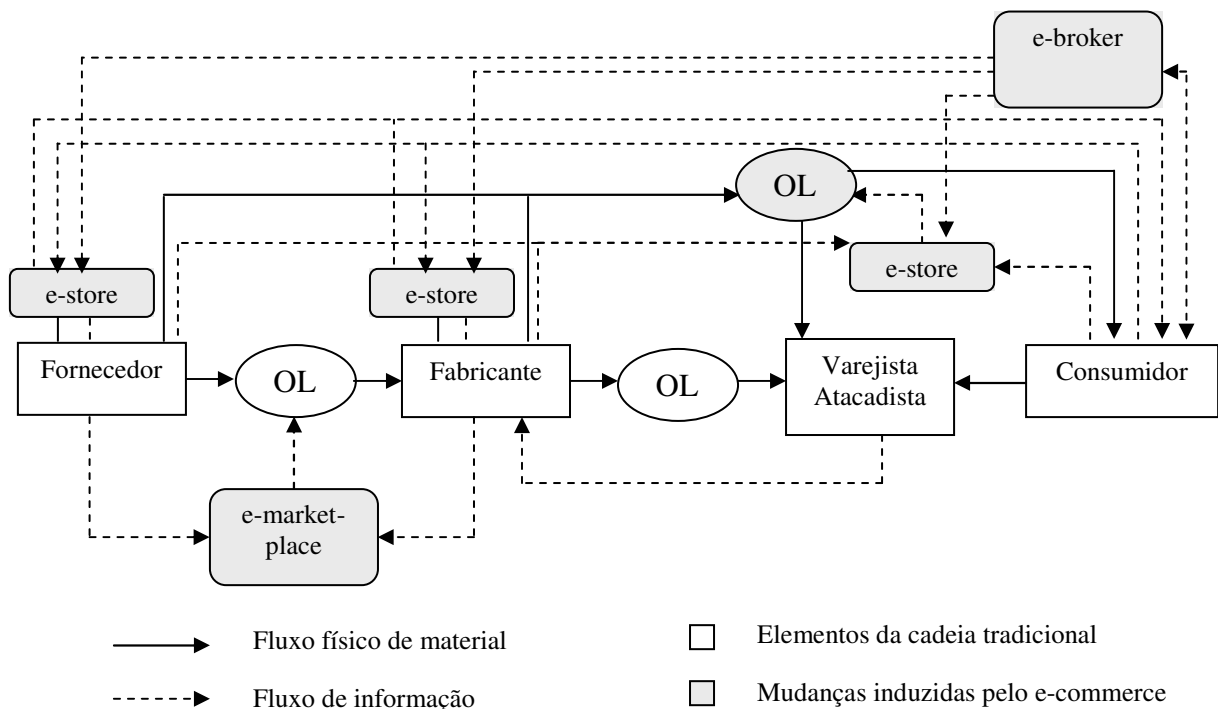 e-broker
OL
e-store
e-store
e-store
Fornecedor
OL
Fabricante
OL
Varejista
Atacadista
Consumidor
e-market-
place
Fluxo físico de material
Elementos da cadeia tradicional
Fluxo de informação
Mudanças induzidas pelo e-commerce